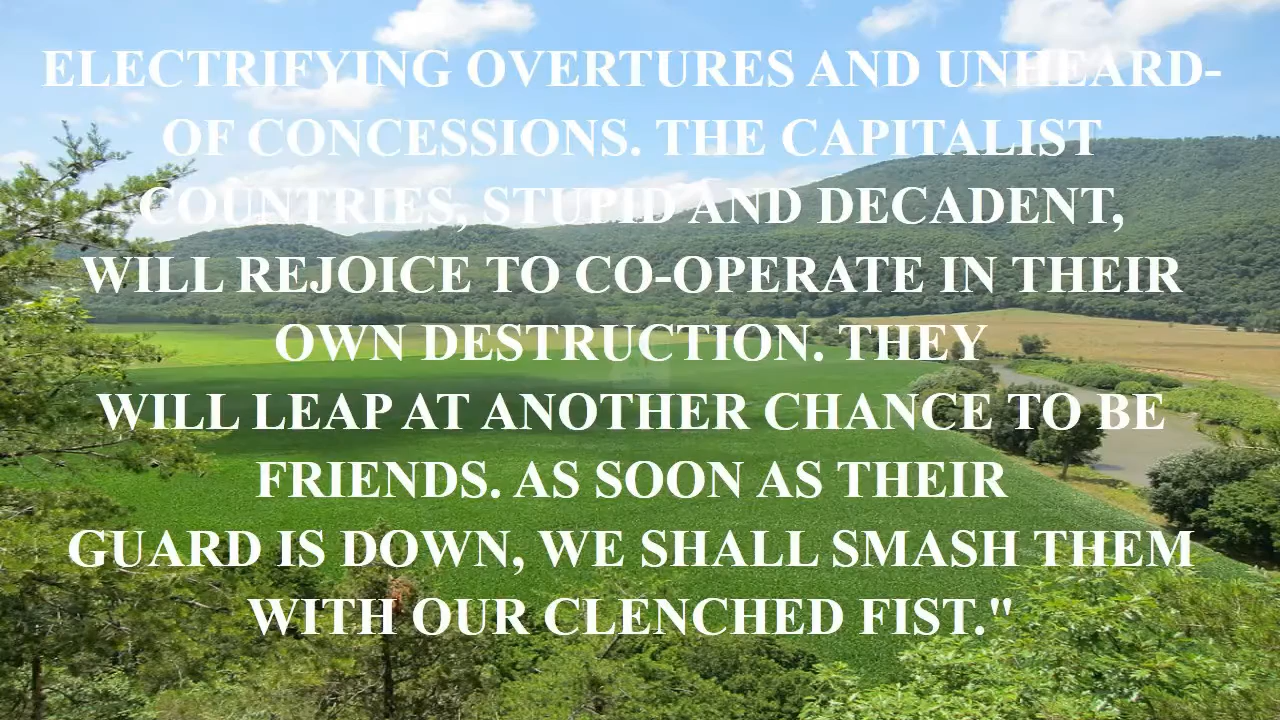 ELECTRIFYING OVERTURES AND UNHEARD-
OF CONCESSIONS. THE CAPITALIST
COUNTRIES, STUPID AND DECADENT,
WILL REJOICE TO CO-OPERATE IN THEIR
OWN DESTRUCTION. THEY
WILL LEAP AT ANOTHER CHANCE TO BE
FRIENDS. AS SOON AS THEIR
GUARD IS DOWN, WE SHALL SMASH THEM
WITH OUR CLENCHED FIST."